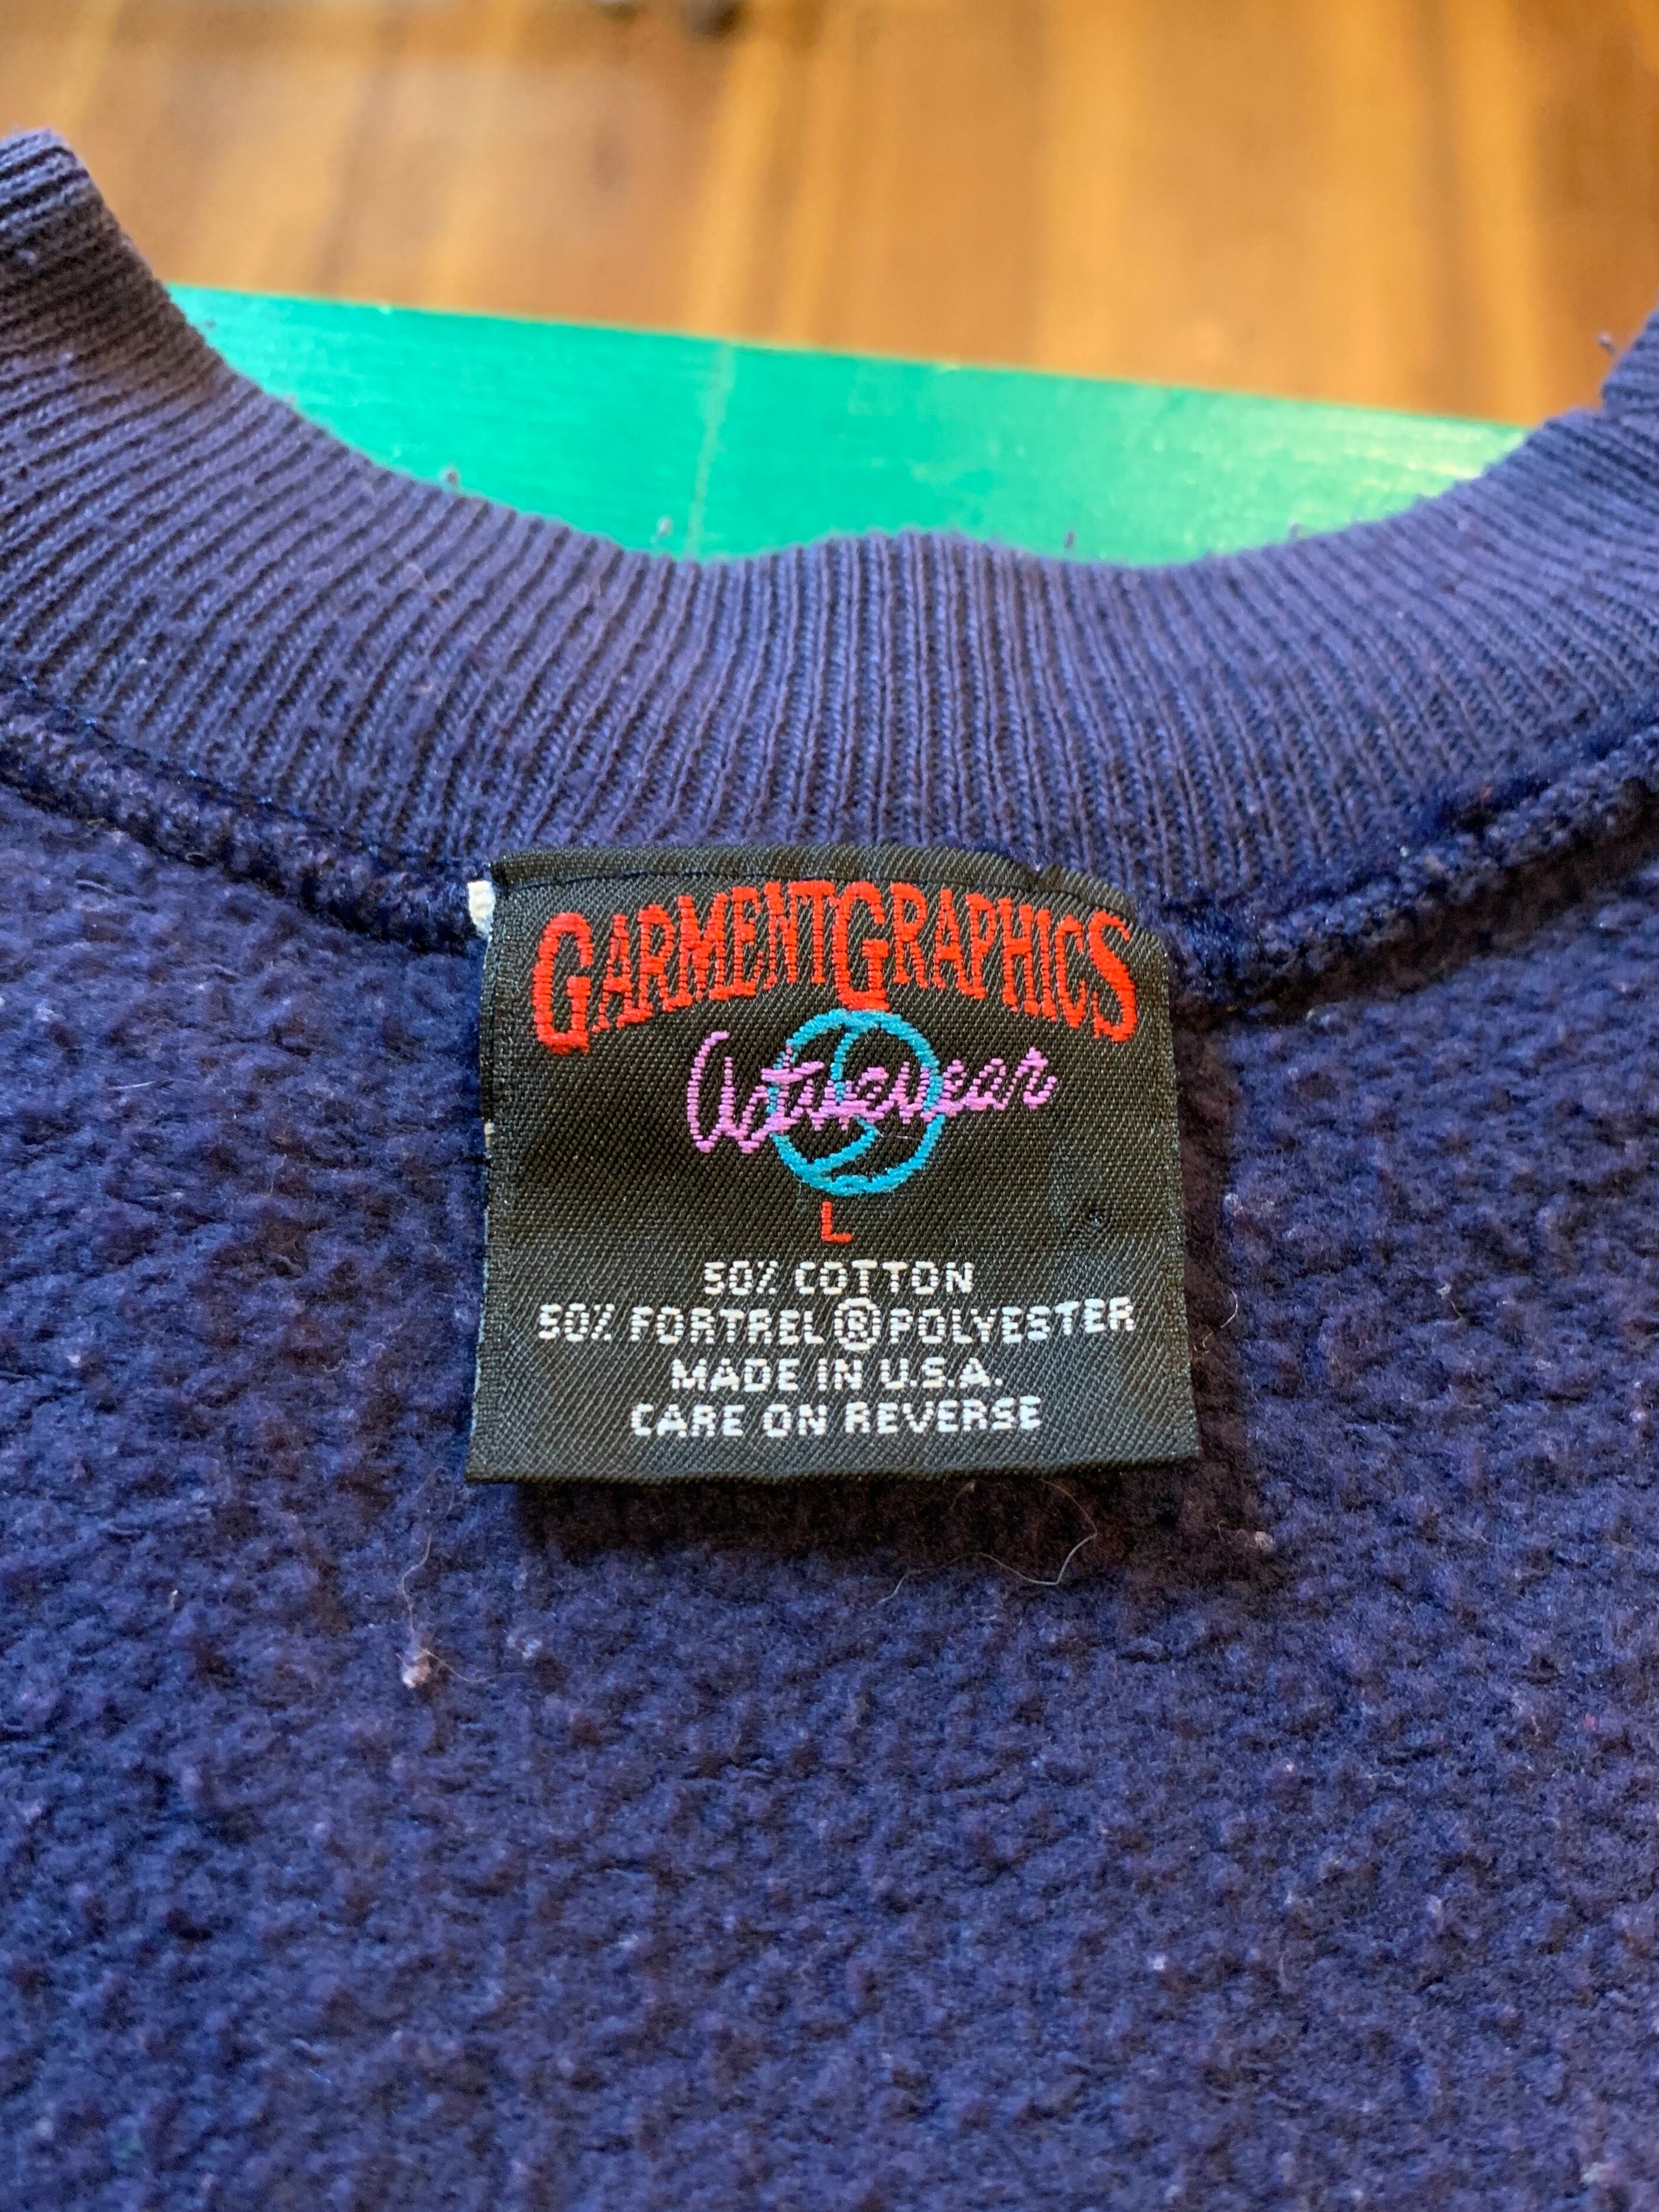 GARMENTGRAPHICS
Activewear
L
50% COTTON
50% FORTREL®POLYESTER
MADE IN U.S.A.
CARE ON REVERSE